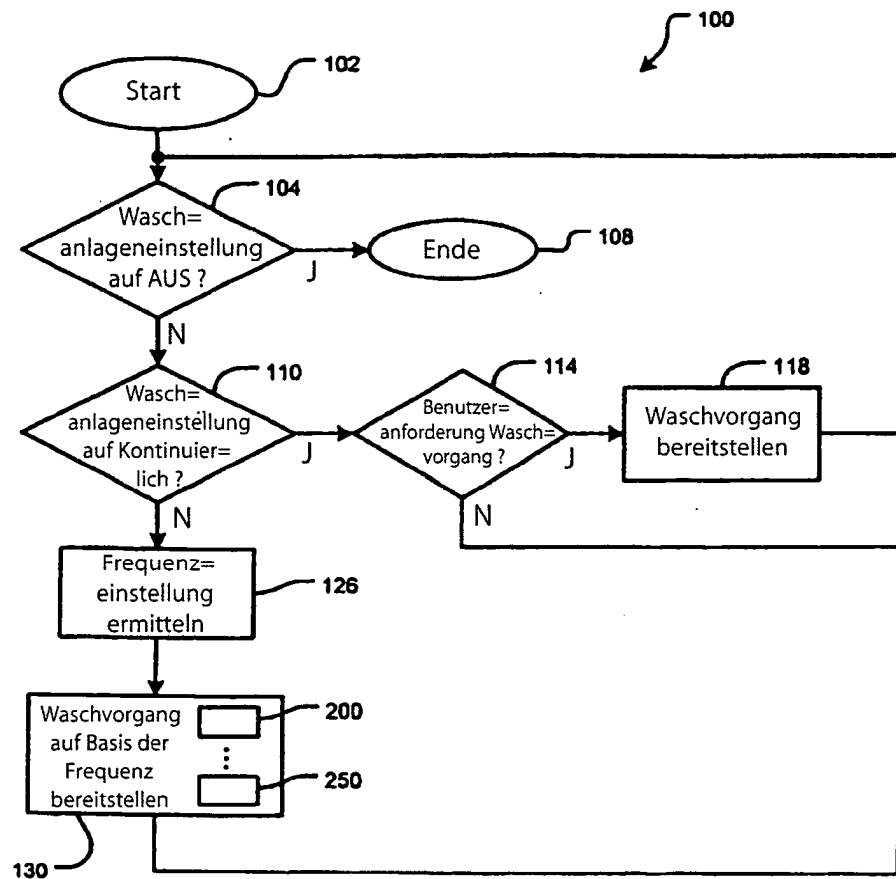 100
102
Start
104
Wasch=
anlageneinstellung
auf AUS ?
J
Ende
108
N
110
Wasch=
anlageneinstellung
auf Kontinuier=
lich ?
J
114
Benutzer=
anforderung Wasch=
vorgang ?
J
118
Waschvorgang
bereitstellen
N
N
Frequenz=
einstellung
ermitteln
126
Waschvorgang
auf Basis der
Frequenz
bereitstellen
200
250
130